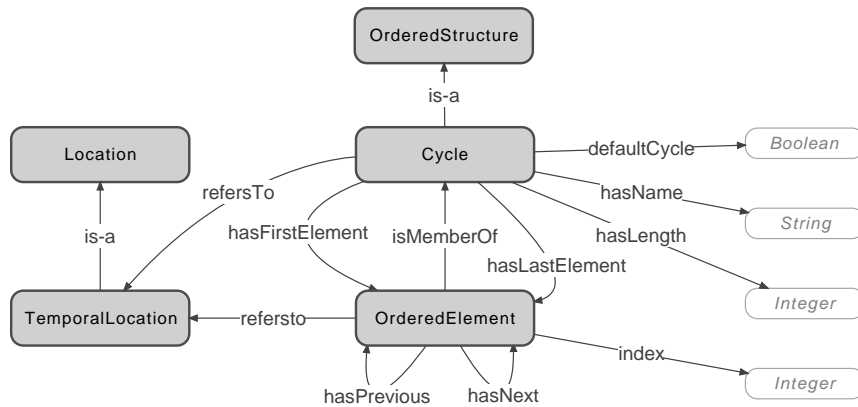 OrderedStructure
is-a
Location
Cycle
defaultCycle
Boolean
refersTo
hasName
String
hasFirstElement
isMemberOf
hasLength
is-a
hasLastElement
TemporalLocation
refersto
OrderedElement
Integer
index
hasPrevious
hasNext
Integer